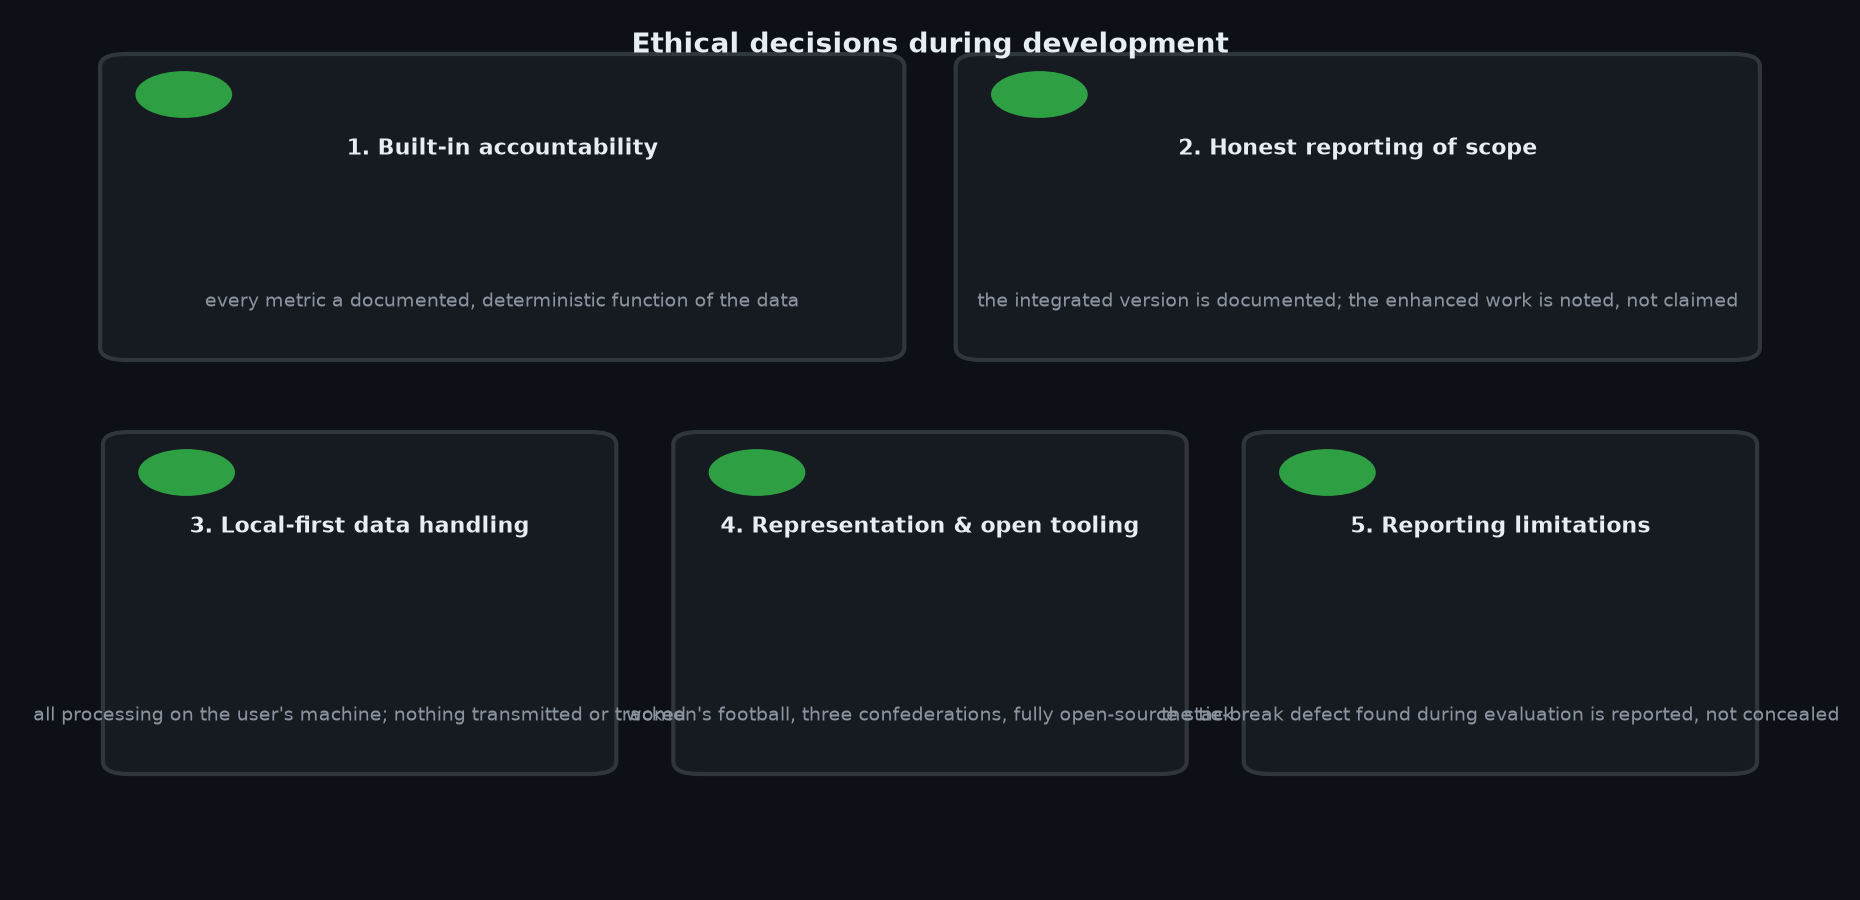 Ethical decisions during development
1. Built-in accountability
2. Honest reporting of scope
every metric a documented, deterministic function of the data
the integrated version is documented; the enhanced work is noted, not claimed
3. Local-first data handling
4. Representation & open tooling
5. Reporting limitations
all processing on the user's machine; nothing transmitted or tracked
women's football, three confederations, fully open-source stack
the tie-break defect found during evaluation is reported, not concealed